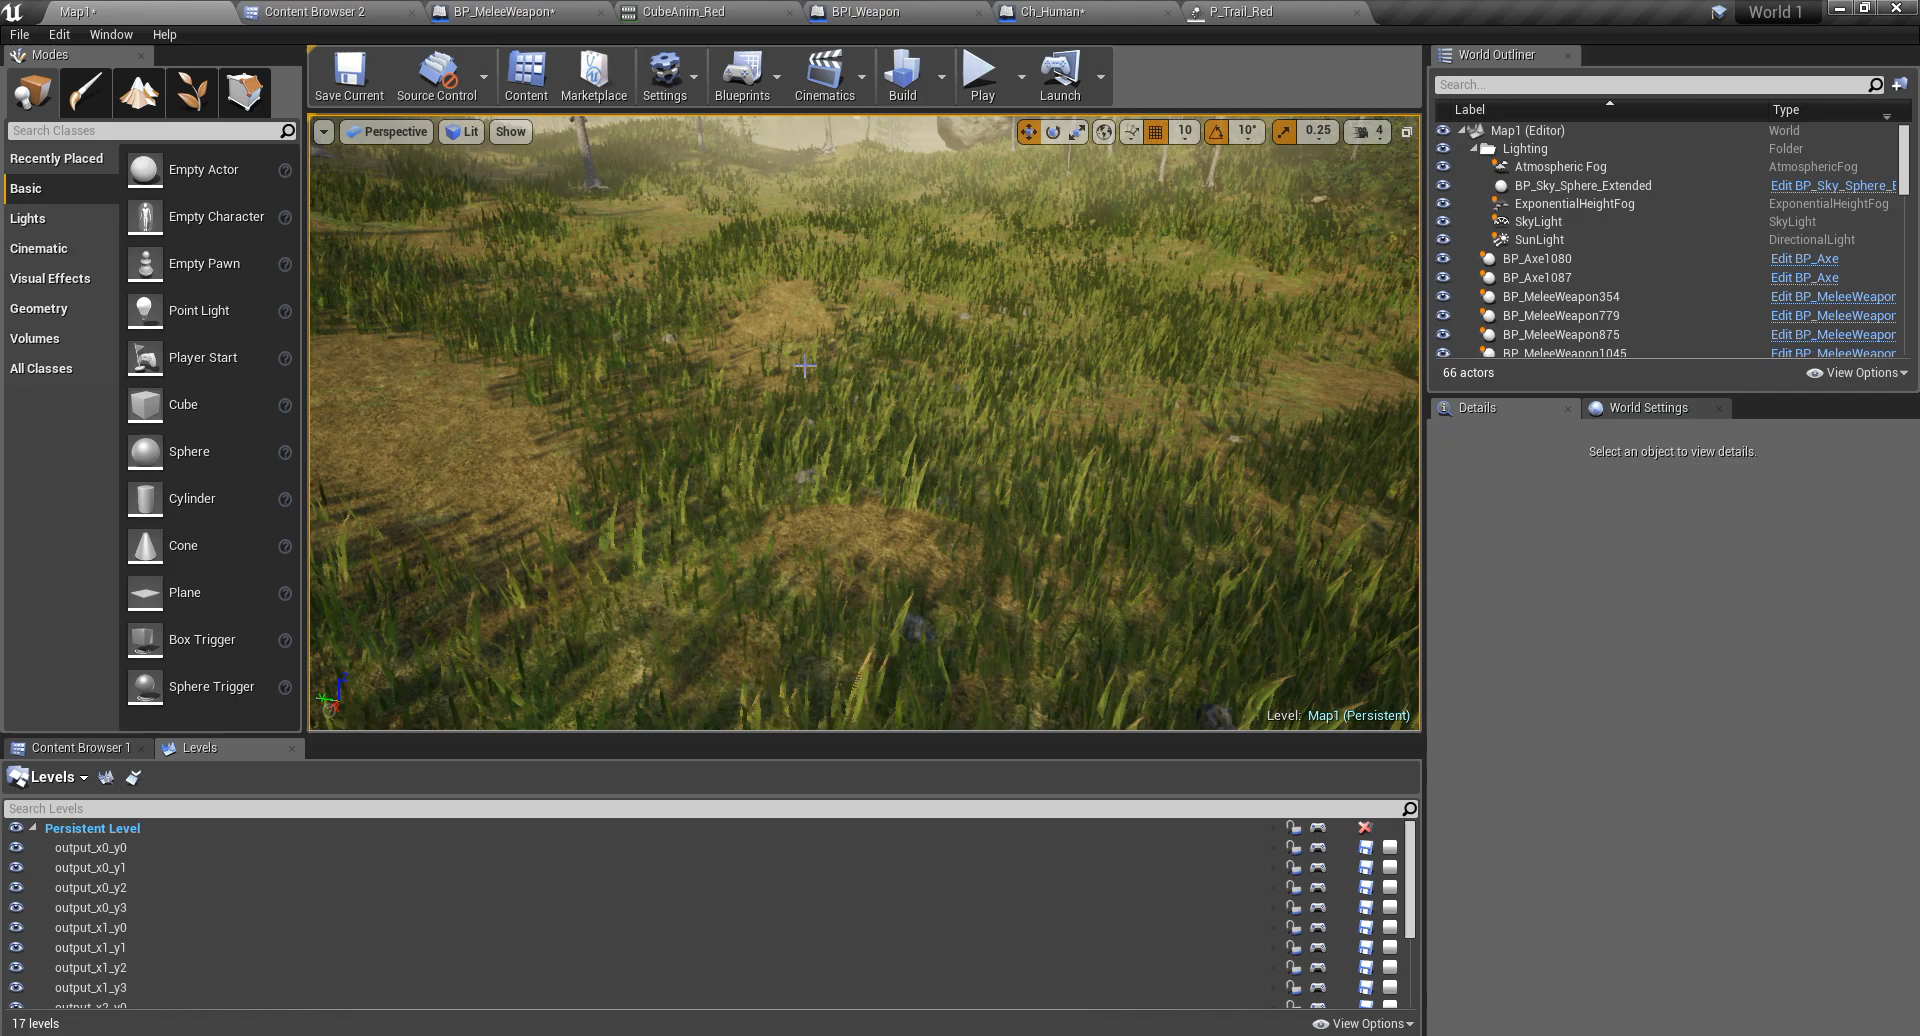 Map1*
Content Browser 2
BP_MeleeWeapon*
CubeAnim_Red
BPI_Weapon
Ch_Human*
P_Trail_Red
World 1
File Edit Window Help
Modes
Save Current
Source Control
Content
Marketplace
Settings
Blueprints
Cinematics
Build
Play
Launch
Search Classes
Recently Placed
Basic
Lights
Cinematic
Visual Effects
Geometry
Volumes
All Classes
Empty Actor
Empty Character
Empty Pawn
Point Light
Player Start
Cube
Sphere
Cylinder
Cone
Plane
Box Trigger
Sphere Trigger
Perspective
Lit
Show
10
10°
0.25
4
Level: Map1 (Persistent)
World Outliner
Search...
Label Type
Map1 (Editor) World
Lighting Folder
Atmospheric Fog AtmosphericFog
BP_Sky_Sphere_Extended Edit BP_Sky_Sphere_E
ExponentialHeightFog ExponentialHeightFog
SkyLight SkyLight
SunLight DirectionalLight
BP_Axe1080 Edit BP_Axe
BP_Axe1087 Edit BP_Axe
BP_MeleeWeapon354 Edit BP_MeleeWeapon
BP_MeleeWeapon779 Edit BP_MeleeWeapon
BP_MeleeWeapon875 Edit BP_MeleeWeapon
BP_MeleeWeapon1045 Edit BP_MeleeWeapon
66 actors
View Options
Details
World Settings
Select an object to view details.
Content Browser 1
Levels
Levels
Search Levels
Persistent Level
output_x0_y0
output_x0_y1
output_x0_y2
output_x0_y3
output_x1_y0
output_x1_y1
output_x1_y2
output_x1_y3
output_x2_y0
17 levels
View Options